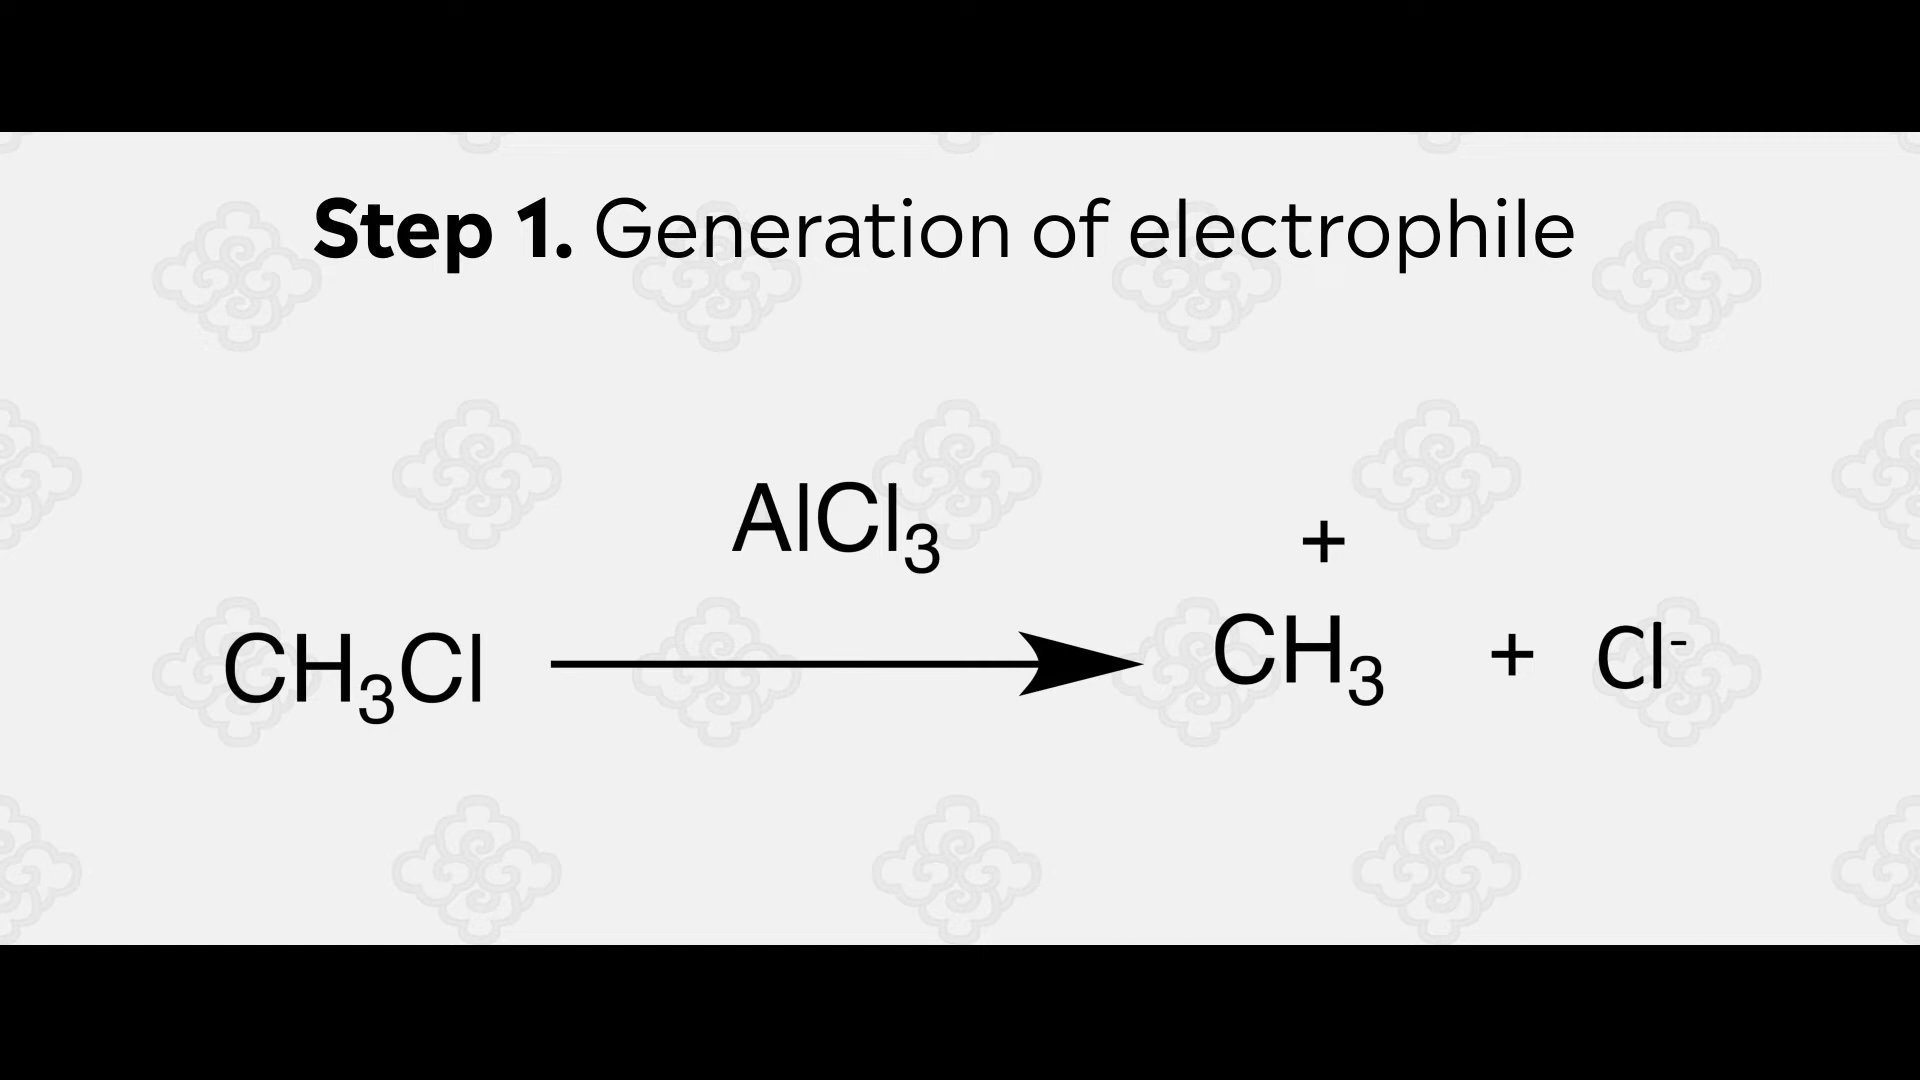 Step 1. Generation of electrophile
AlCl₃
+
CH₃Cl CH₃ + Cl⁻